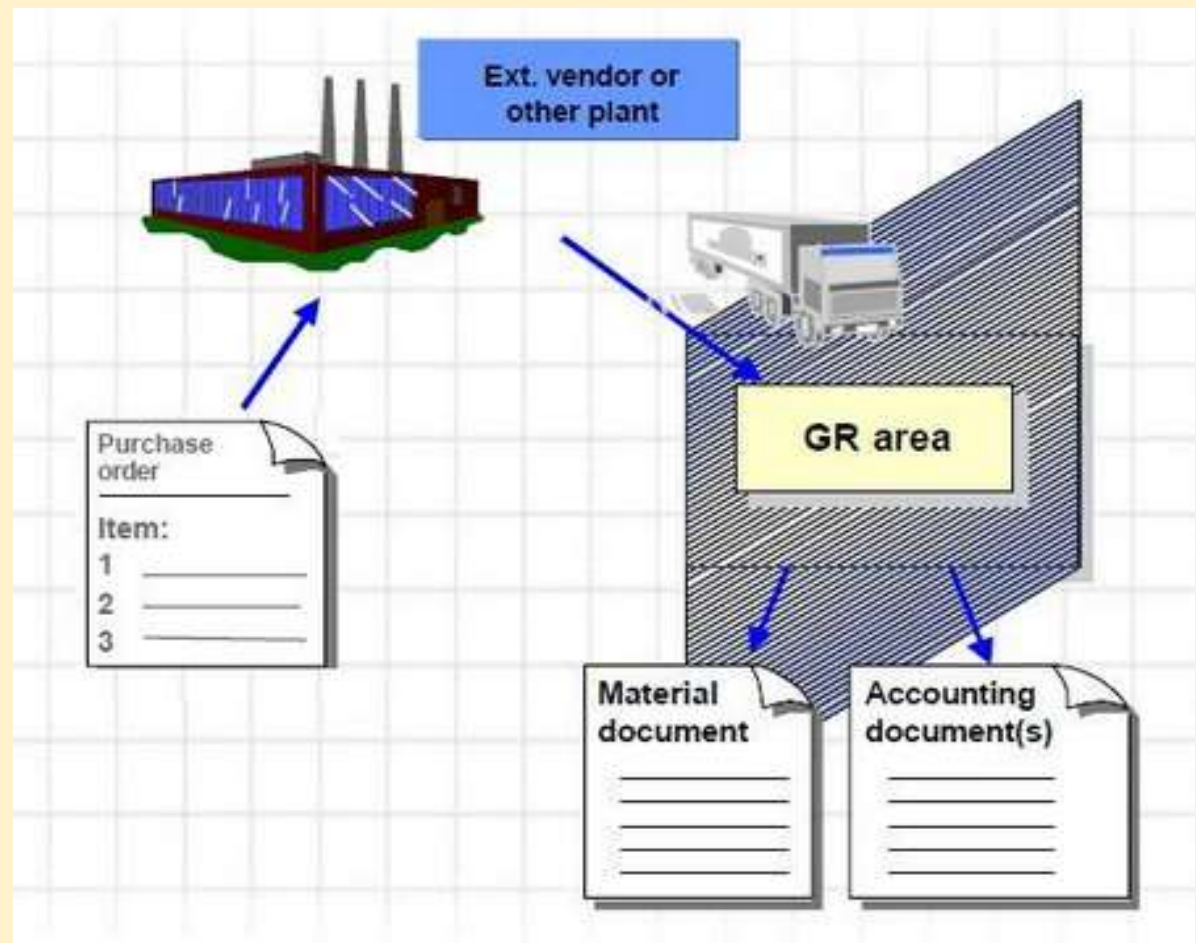 Ext. vendor or
other plant
GR area
Purchase
order
Item:
1
2
3
Material
document
Accounting
document(s)